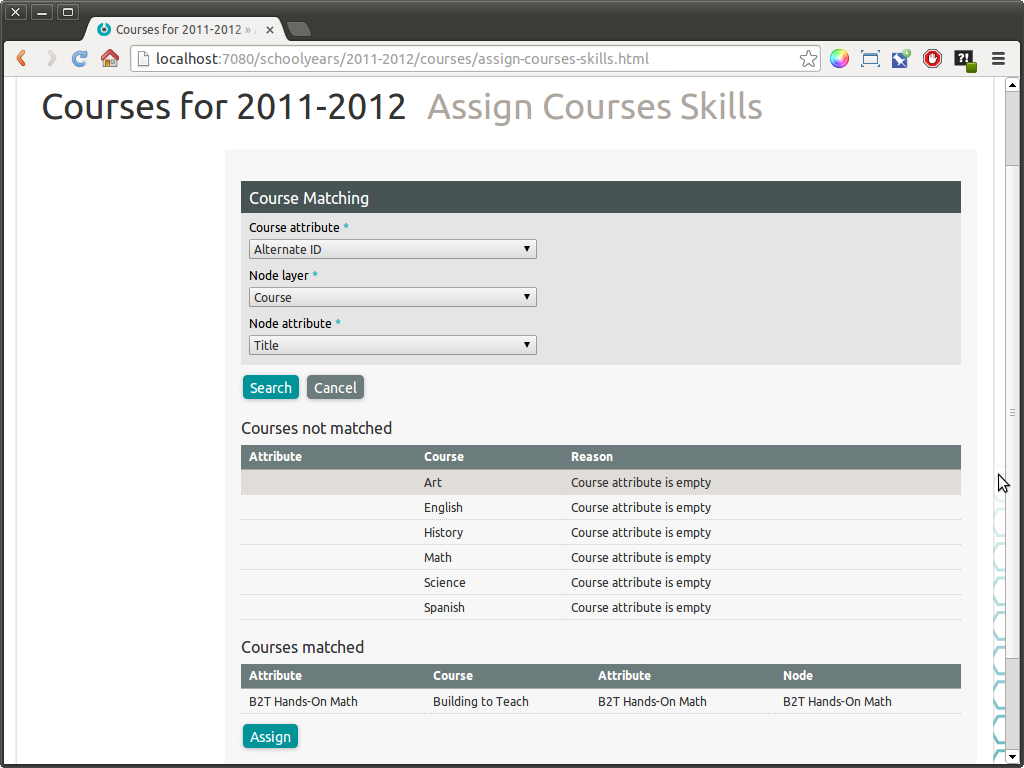 Courses for 2011-2012 »
localhost:7080/schoolyears/2011-2012/courses/assign-courses-skills.html
?!
Courses for 2011-2012 Assign Courses Skills
Course Matching
Course attribute *
Alternate ID
Node layer *
Course
Node attribute *
Title
Search Cancel
Courses not matched
Attribute Course Reason
Art Course attribute is empty
English Course attribute is empty
History Course attribute is empty
Math Course attribute is empty
Science Course attribute is empty
Spanish Course attribute is empty
Courses matched
Attribute Course Attribute Node
B2T Hands-On Math Building to Teach B2T Hands-On Math B2T Hands-On Math
Assign